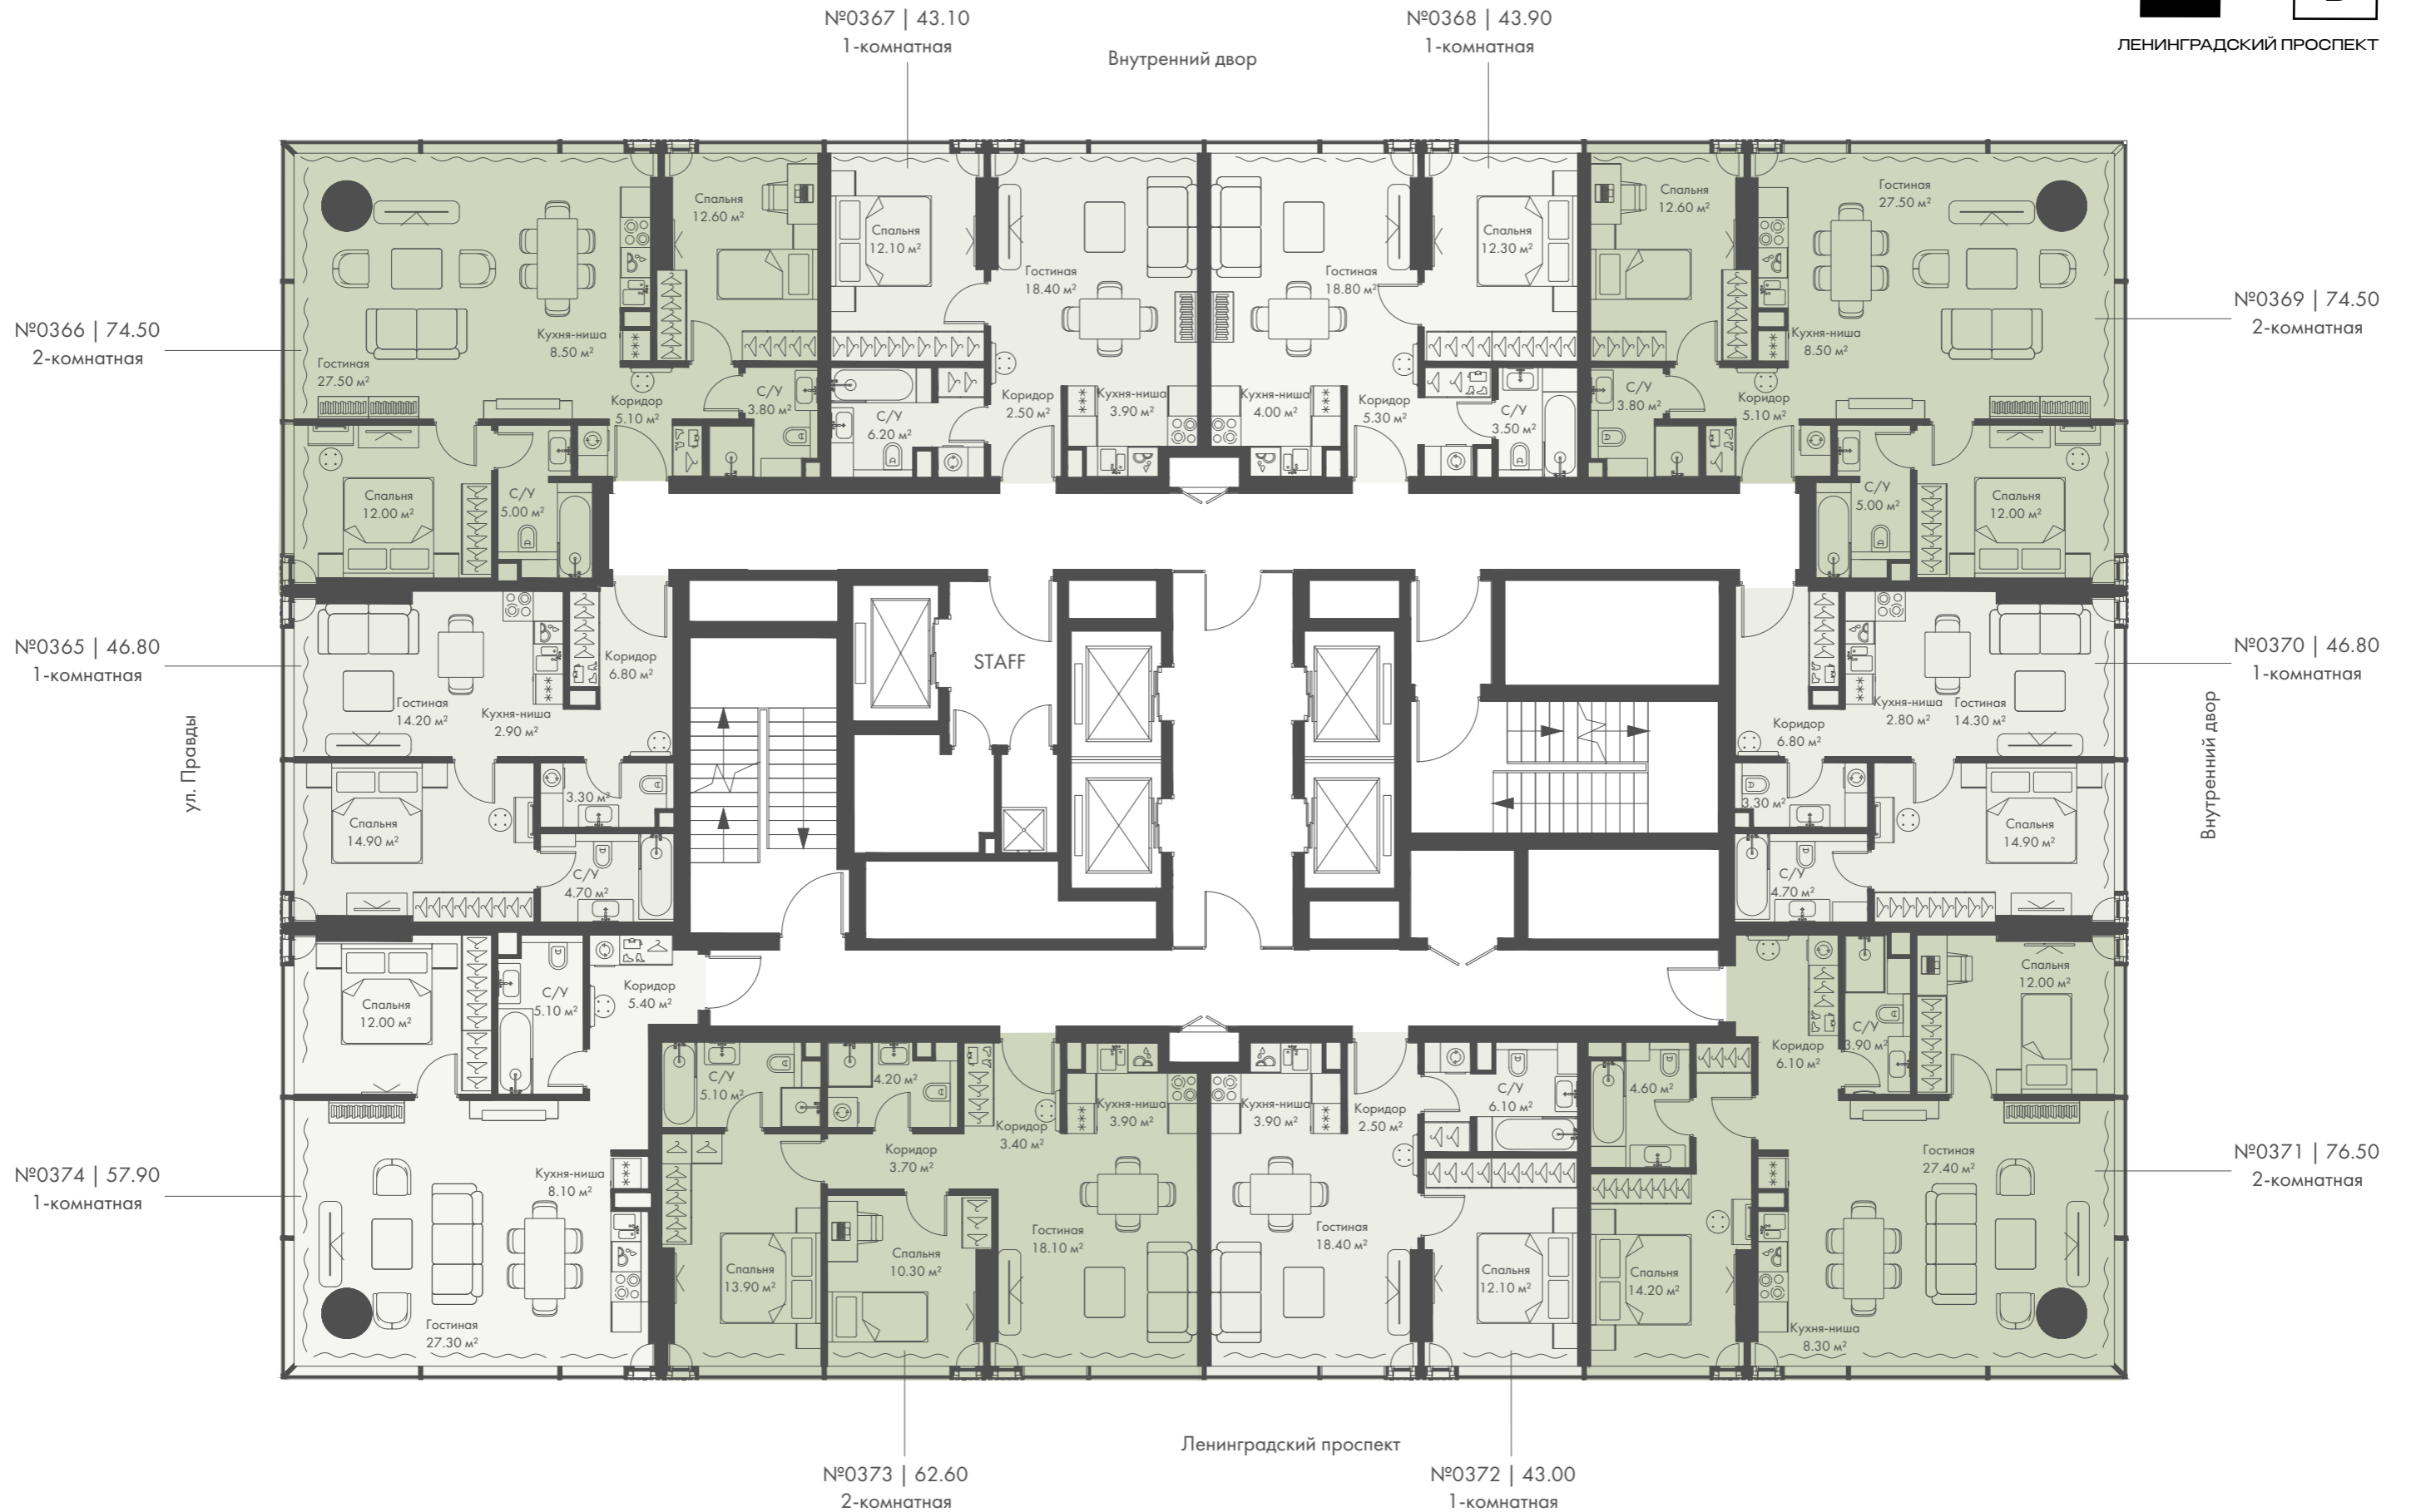 №0367 | 43.10
1-комнатная
Внутренний двор
№0368 | 43.90
1-комнатная
ЛЕНИНГРАДСКИЙ ПРОСПЕКТ
№0366 | 74.50
2-комнатная
Гостиная
27.50 м²
Кухня-ниша
8.50 м²
Спальня
12.60 м²
Коридор
5.10 м²
С/У
3.80 м²
Спальня
12.00 м²
С/У
5.00 м²
Спальня
12.10 м²
Гостиная
18.40 м²
С/У
6.20 м²
Коридор
2.50 м²
Кухня-ниша
3.90 м²
Гостиная
18.80 м²
Спальня
12.30 м²
Кухня-ниша
4.00 м²
Коридор
5.30 м²
С/У
3.50 м²
Спальня
12.60 м²
Гостиная
27.50 м²
Кухня-ниша
8.50 м²
С/У
3.80 м²
Коридор
5.10 м²
С/У
5.00 м²
Спальня
12.00 м²
№0369 | 74.50
2-комнатная
№0365 | 46.80
1-комнатная
ул. Правды
Гостиная
14.20 м²
Кухня-ниша
2.90 м²
Коридор
6.80 м²
Спальня
14.90 м²
3.30 м²
С/У
4.70 м²
STAFF
Коридор
6.80 м²
Кухня-ниша
2.80 м²
Гостиная
14.30 м²
3.30 м²
С/У
4.70 м²
Спальня
14.90 м²
№0370 | 46.80
1-комнатная
Внутренний двор
№0374 | 57.90
1-комнатная
Спальня
12.00 м²
С/У
5.10 м²
Коридор
5.40 м²
Кухня-ниша
8.10 м²
Гостиная
27.30 м²
С/У
5.10 м²
4.20 м²
Коридор
3.40 м²
Кухня-ниша
3.90 м²
Коридор
3.70 м²
Спальня
13.90 м²
Спальня
10.30 м²
Гостиная
18.10 м²
Кухня-ниша
3.90 м²
Коридор
2.50 м²
С/У
6.10 м²
Гостиная
18.40 м²
Спальня
12.10 м²
4.60 м²
Спальня
14.20 м²
Коридор
6.10 м²
С/У
3.90 м²
Спальня
12.00 м²
Гостиная
27.40 м²
Кухня-ниша
8.30 м²
№0371 | 76.50
2-комнатная
Ленинградский проспект
№0373 | 62.60
2-комнатная
№0372 | 43.00
1-комнатная